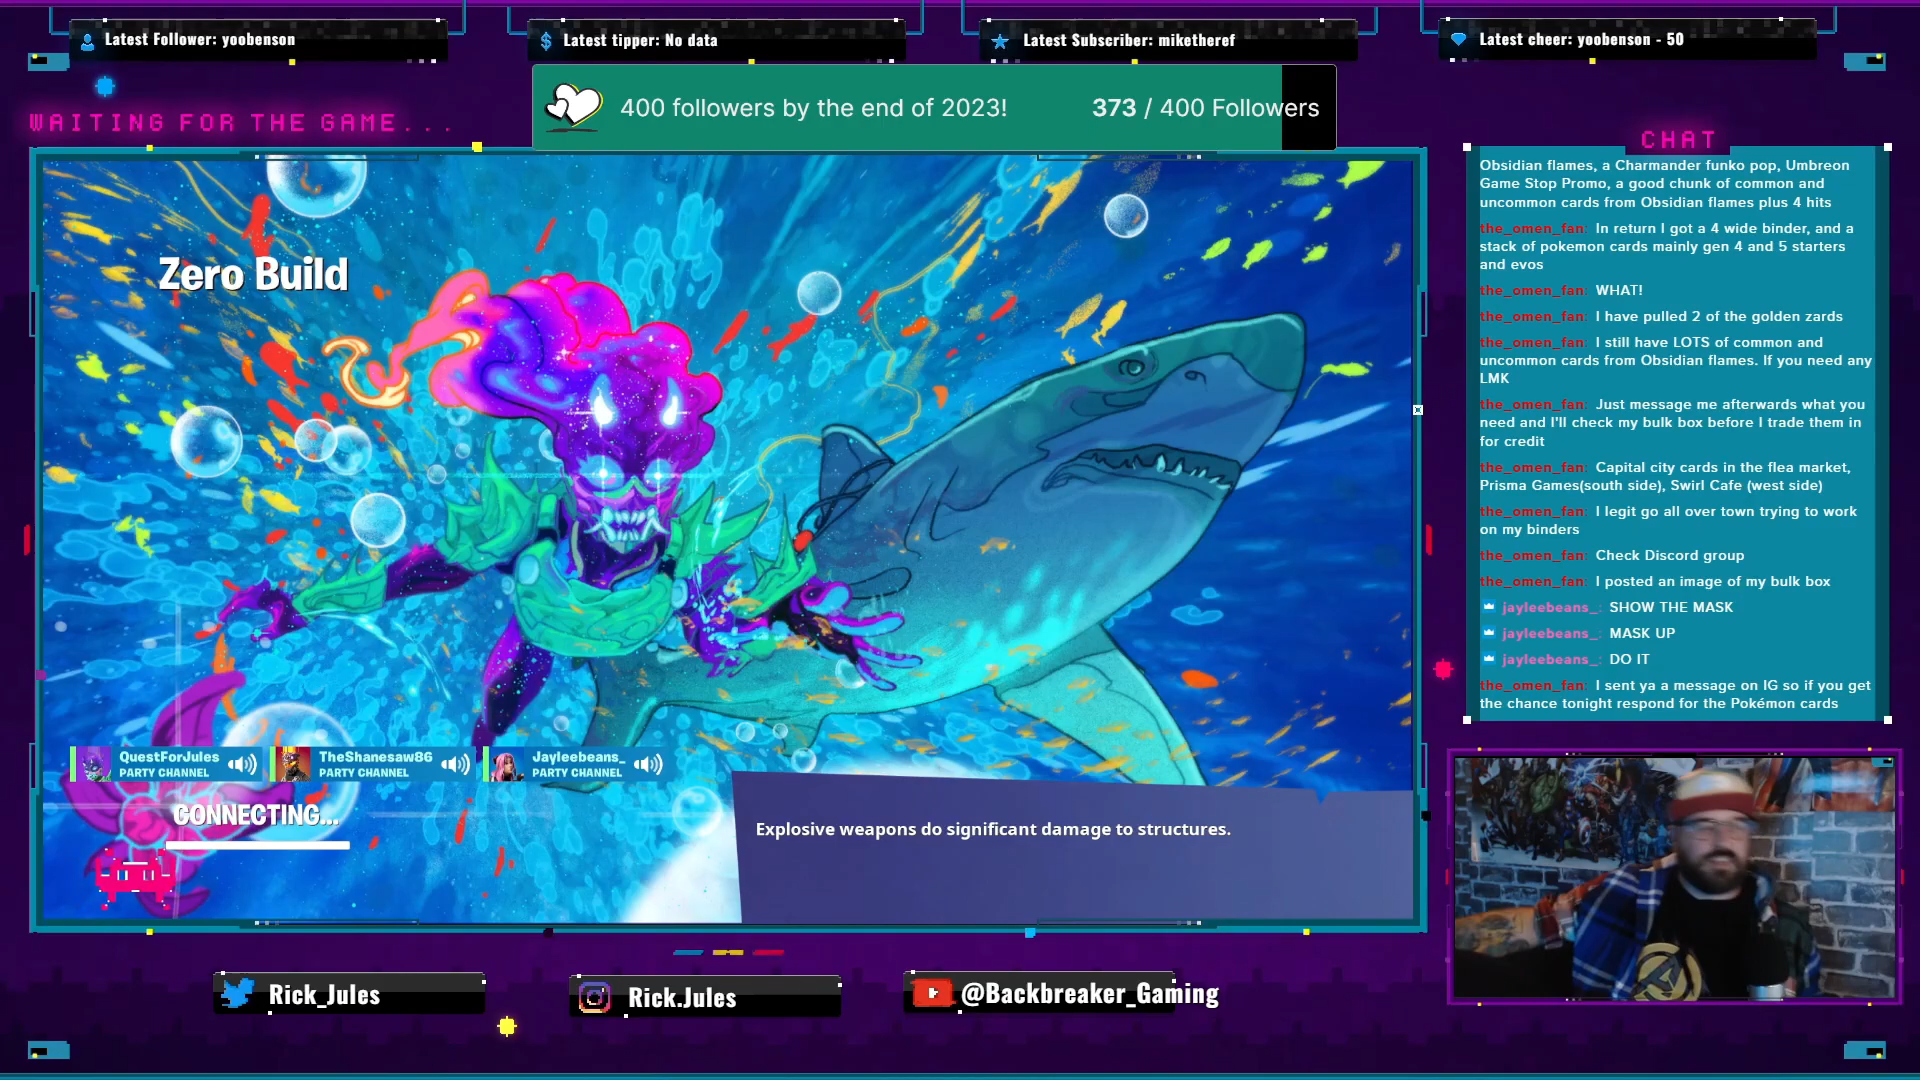 Latest Follower: yoobenson
Latest tipper: No data
Latest Subscriber: miketheref
Latest cheer: yoobenson - 50
WAITING FOR THE GAME...
400 followers by the end of 2023!
373 / 400 Followers
CHAT
Zero Build
Obsidian flames, a Charmander funko pop, Umbreon
Game Stop Promo, a good chunk of common and
uncommon cards from Obsidian flames plus 4 hits
the_omen_fan: In return I got a 4 wide binder, and a
stack of pokemon cards mainly gen 4 and 5 starters
and evos
the_omen_fan: WHAT!
the_omen_fan: I have pulled 2 of the golden zards
the_omen_fan: I still have LOTS of common and
uncommon cards from Obsidian flames. If you need any
LMK
the_omen_fan: Just message me afterwards what you
need and I'll check my bulk box before I trade them in
for credit
the_omen_fan: Capital city cards in the flea market,
Prisma Games(south side), Swirl Cafe (west side)
the_omen_fan: I legit go all over town trying to work
on my binders
the_omen_fan: Check Discord group
the_omen_fan: I posted an image of my bulk box
jayleebeans_: SHOW THE MASK
jayleebeans_: MASK UP
jayleebeans_: DO IT
the_omen_fan: I sent ya a message on IG so if you get
the chance tonight respond for the Pokémon cards
QuestForJules
PARTY CHANNEL
TheShanesaw86
PARTY CHANNEL
Jayleebeans_
PARTY CHANNEL
CONNECTING...
Explosive weapons do significant damage to structures.
Rick_Jules
Rick.Jules
@Backbreaker_Gaming